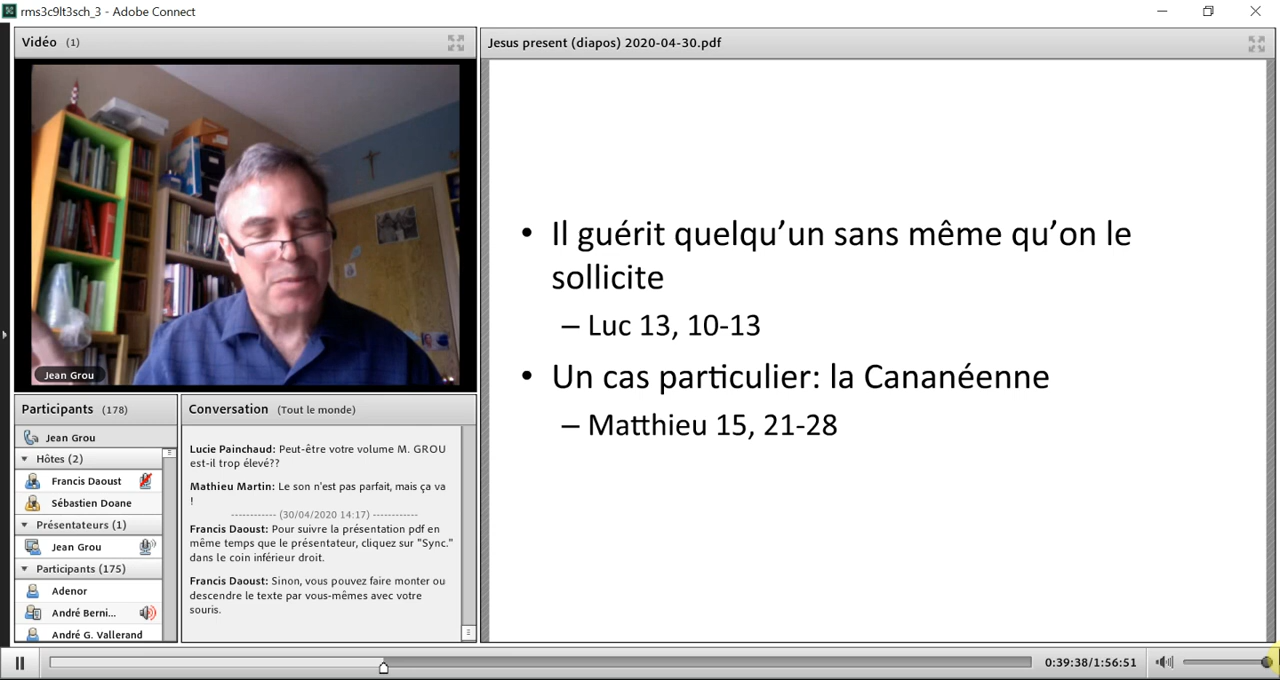 rms3c9lt3sch_3 - Adobe Connect
Vidéo (1)
Jean Grou
Participants (178)
Jean Grou
Hôtes (2)
Francis Daoust
Sébastien Doane
Présentateurs (1)
Jean Grou
Participants (175)
Adenor
André Berni...
André G. Vallerand
Conversation (Tout le monde)
Lucie Painchaud: Peut-être votre volume M. GROU
est-il trop élevé??
Mathieu Martin: Le son n'est pas parfait, mais ça va
!
------------ (30/04/2020 14:17) ------------
Francis Daoust: Pour suivre la présentation pdf en
même temps que le présentateur, cliquez sur "Sync."
dans le coin inférieur droit.
Francis Daoust: Sinon, vous pouvez faire monter ou
descendre le texte par vous-mêmes avec votre
souris.
Jesus present (diapos) 2020-04-30.pdf
• Il guérit quelqu’un sans même qu’on le
sollicite
– Luc 13, 10-13
• Un cas particulier: la Cananéenne
– Matthieu 15, 21-28
0:39:38/1:56:51